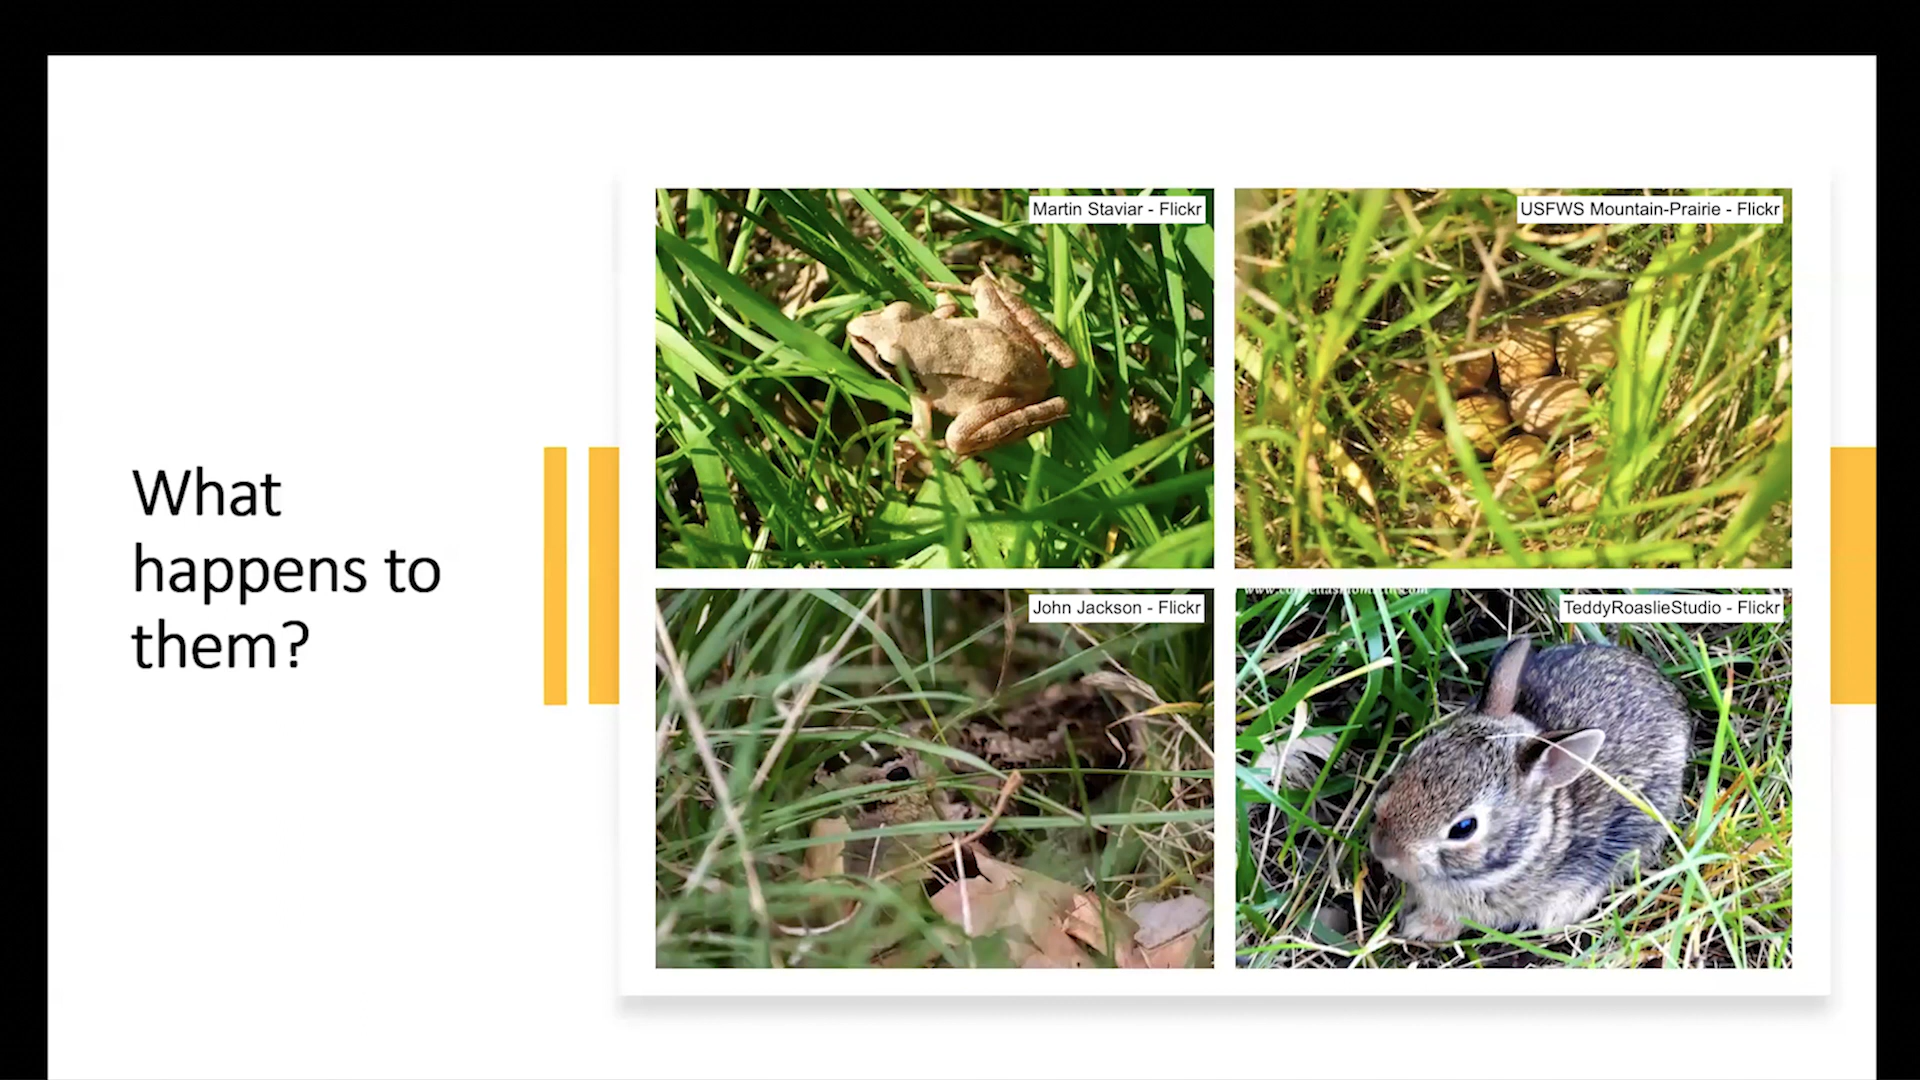 What
happens to
them?
Martin Staviar - Flickr
USFWS Mountain-Prairie - Flickr
John Jackson - Flickr
TeddyRoaslieStudio - Flickr